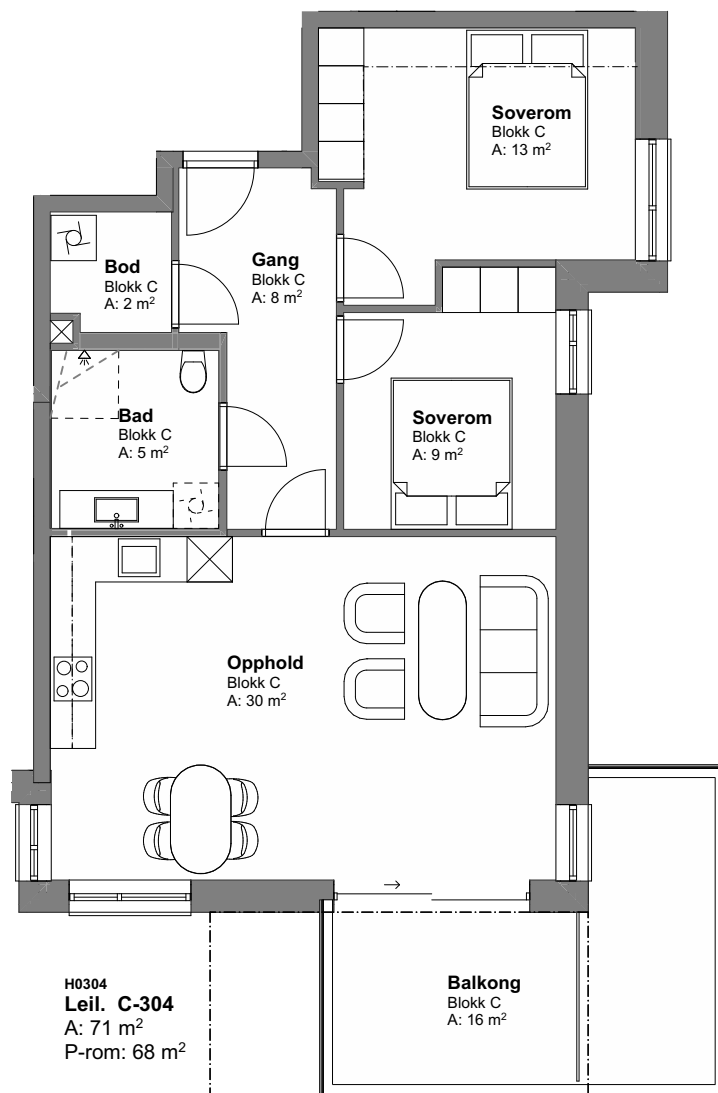 Soverom
Blokk C
A: 13 m²
Gang
Blokk C
A: 8 m²
Bod
Blokk C
A: 2 m²
Bad
Blokk C
A: 5 m²
Soverom
Blokk C
A: 9 m²
Opphold
Blokk C
A: 30 m²
Balkong
Blokk C
A: 16 m²
H0304
Leil. C-304
A: 71 m²
P-rom: 68 m²